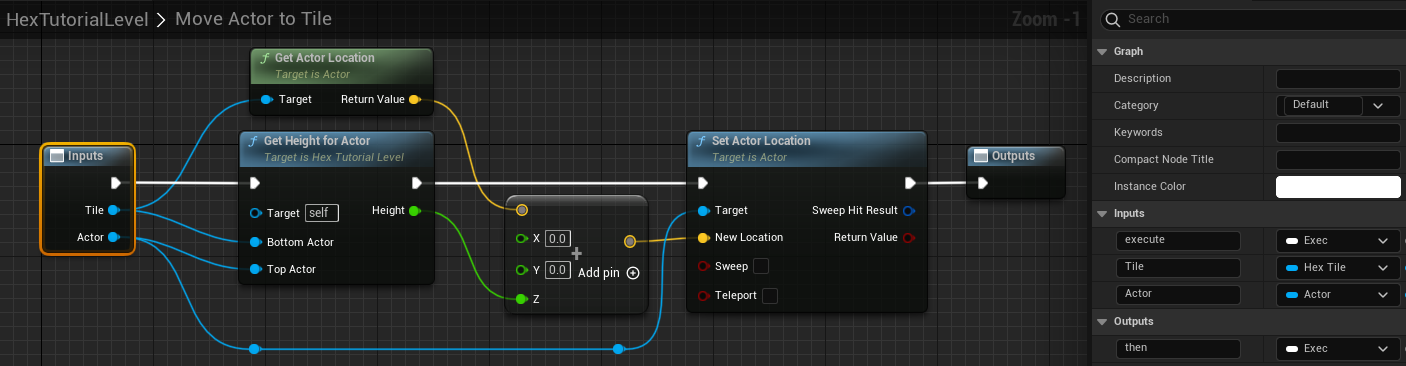 HexTutorialLevel > Move Actor to Tile
Zoom -1
Get Actor Location
Target is Actor
Target
Return Value
Inputs
Tile
Actor
Get Height for Actor
Target is Hex Tutorial Level
Target self
Height
Bottom Actor
Top Actor
X 0.0
Y 0.0
Z
Add pin
Set Actor Location
Target is Actor
Target
Sweep Hit Result
New Location
Return Value
Sweep
Teleport
Outputs
Search
Graph
Description
Category Default
Keywords
Compact Node Title
Instance Color
Inputs
execute Exec
Tile Hex Tile
Actor Actor
Outputs
then Exec